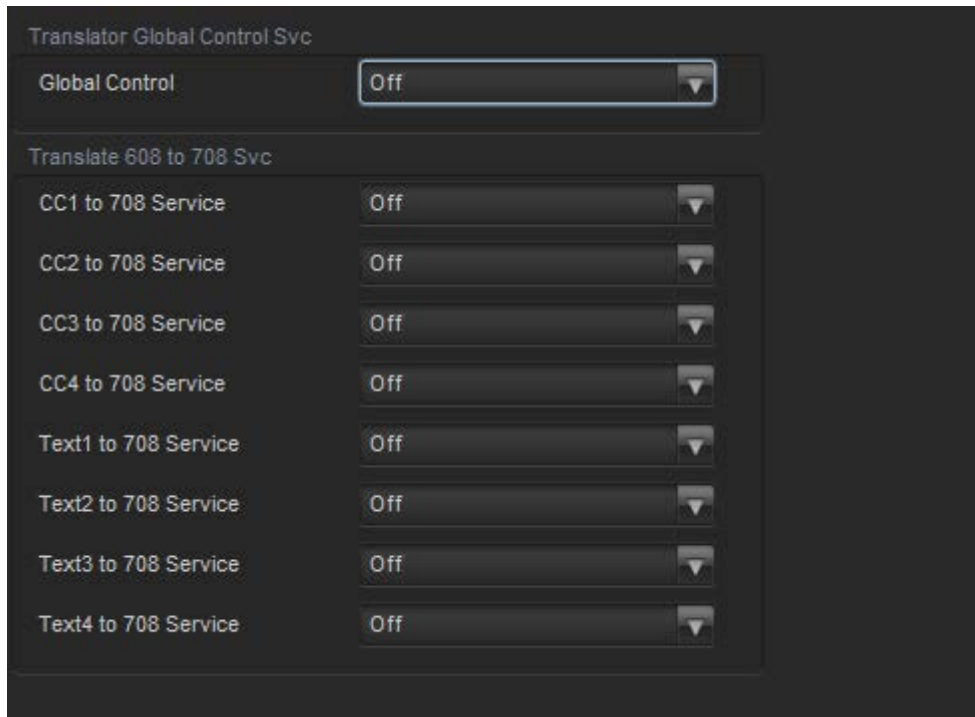 Translator Global Control Svc
Global Control Off
Translate 608 to 708 Svc
CC1 to 708 Service Off
CC2 to 708 Service Off
CC3 to 708 Service Off
CC4 to 708 Service Off
Text1 to 708 Service Off
Text2 to 708 Service Off
Text3 to 708 Service Off
Text4 to 708 Service Off